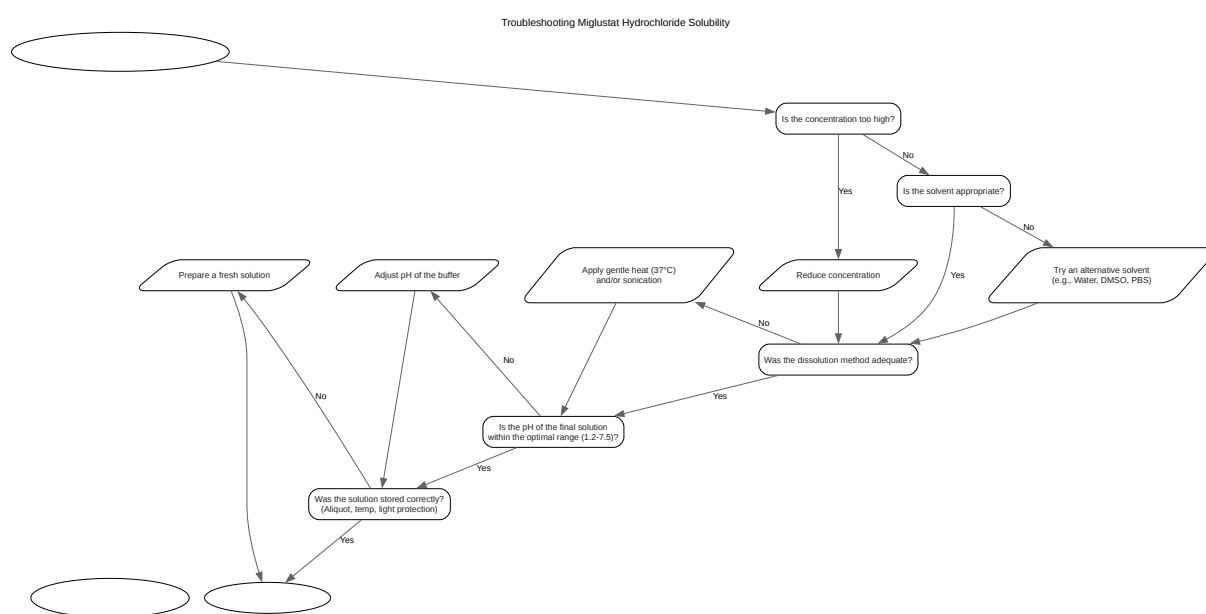 Troubleshooting Miglustat Hydrochloride Solubility
Is the concentration too high?
No
Yes
Is the solvent appropriate?
No
Yes
Prepare a fresh solution
Adjust pH of the buffer
Apply gentle heat (37°C)
and/or sonication
Reduce concentration
Try an alternative solvent
(e.g., Water, DMSO, PBS)
No
Was the dissolution method adequate?
No
Yes
No
Is the pH of the final solution
within the optimal range (1.2-7.5)?
Yes
Was the solution stored correctly?
(Aliquot, temp, light protection)
Yes